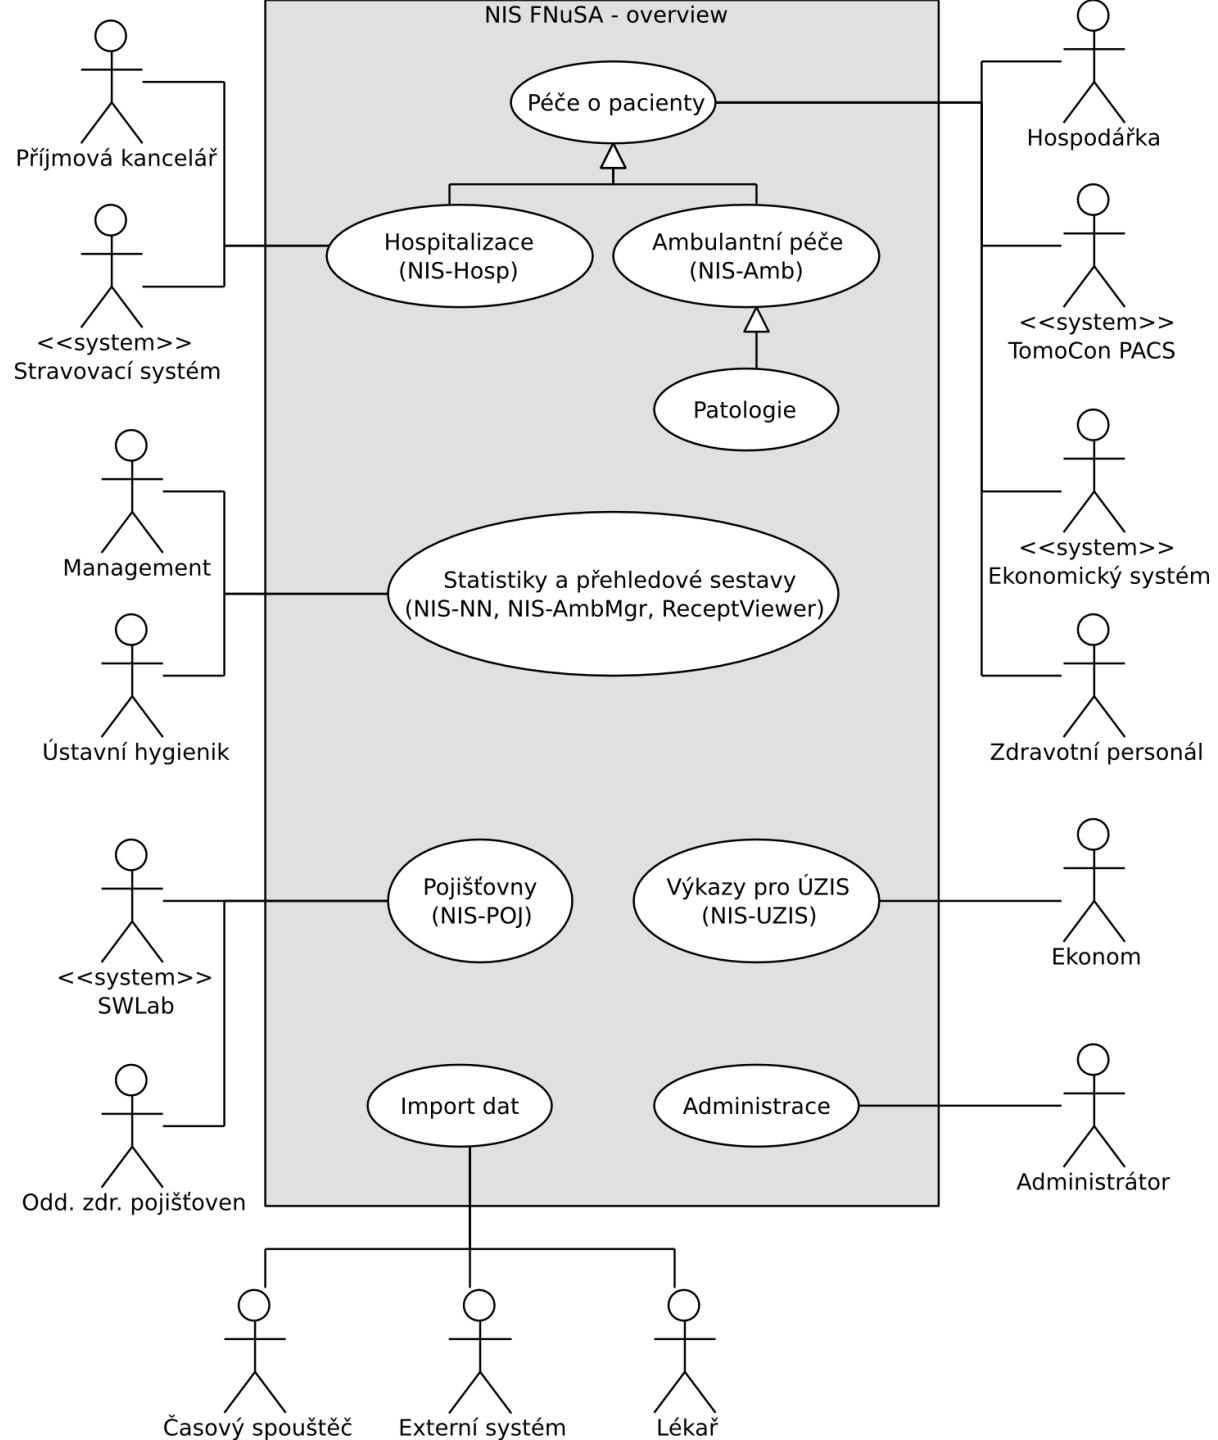 NIS FNuSA - overview
Péče o pacienty
Příjmová kancelář
Hospodářka
Hospitalizace
(NIS-Hosp)
Ambulantní péče
(NIS-Amb)
<<system>>
Stravovací systém
<<system>>
TomoCon PACS
Patologie
Management
<<system>>
Ekonomický systém
Statistiky a přehledové sestavy
(NIS-NN, NIS-AmbMgr, ReceptViewer)
Ústavní hygienik
Zdravotní personál
Pojišťovny
(NIS-POJ)
Výkazy pro ÚZIS
(NIS-UZIS)
<<system>>
SWLab
Ekonom
Import dat
Administrace
Odd. zdr. pojišťoven
Administrátor
Časový spouštěč
Externí systém
Lékař